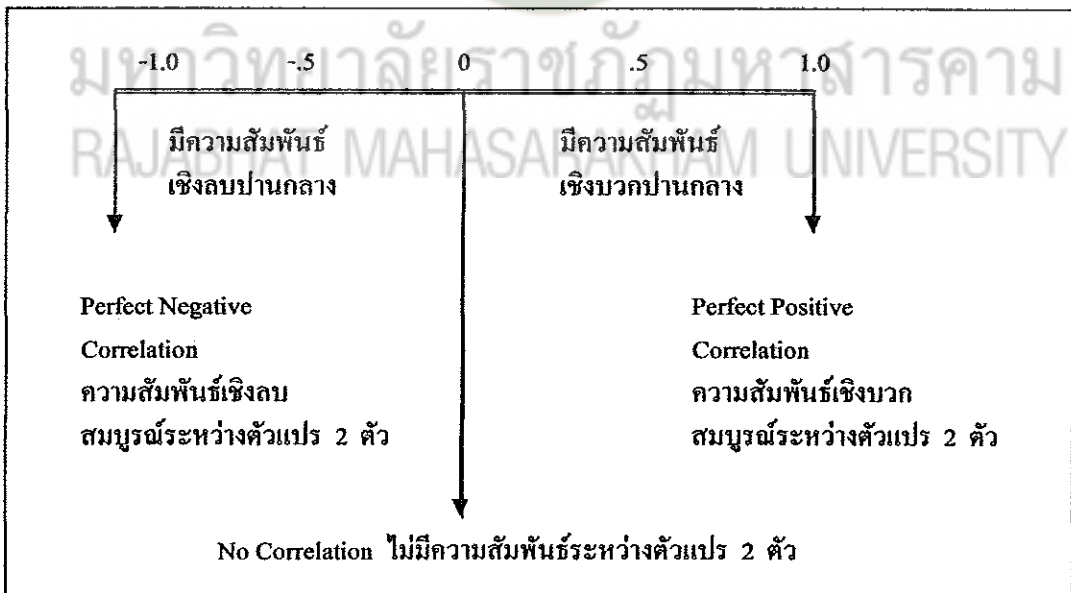 มหาวิทยาลัยราชภัฏมหาสารคาม
-1.0 -.5 0 .5 1.0
RAJABHAT MAHASARAKHAM UNIVERSITY
มีความสัมพันธ์
เชิงลบปานกลาง
มีความสัมพันธ์
เชิงบวกปานกลาง
Perfect Negative
Correlation
ความสัมพันธ์เชิงลบ
สมบูรณ์ระหว่างตัวแปร 2 ตัว
Perfect Positive
Correlation
ความสัมพันธ์เชิงบวก
สมบูรณ์ระหว่างตัวแปร 2 ตัว
No Correlation ไม่มีความสัมพันธ์ระหว่างตัวแปร 2 ตัว